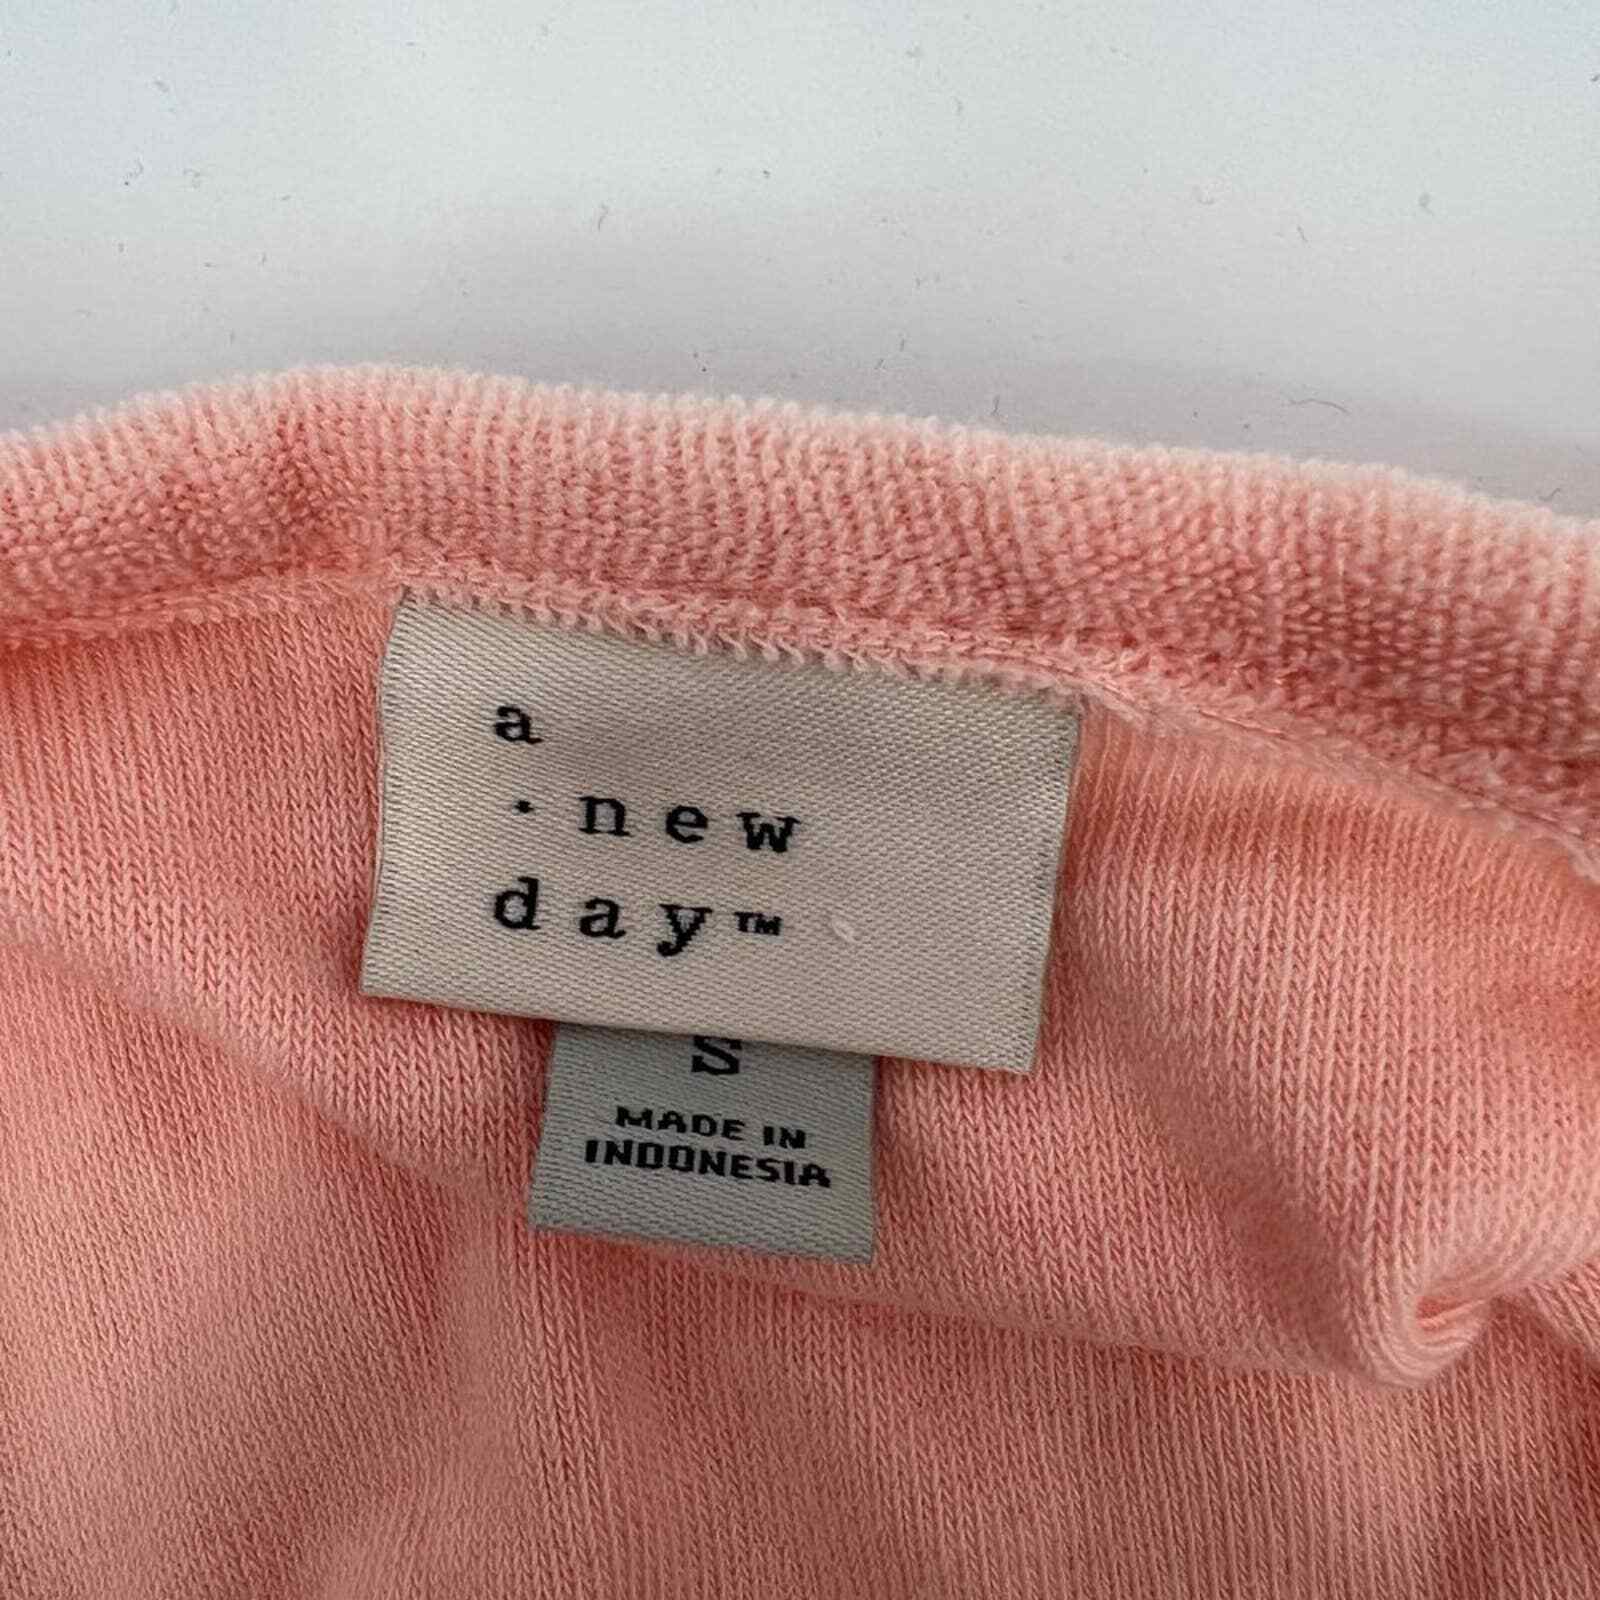 a
· new
day™
S
MADE IN
INDONESIA